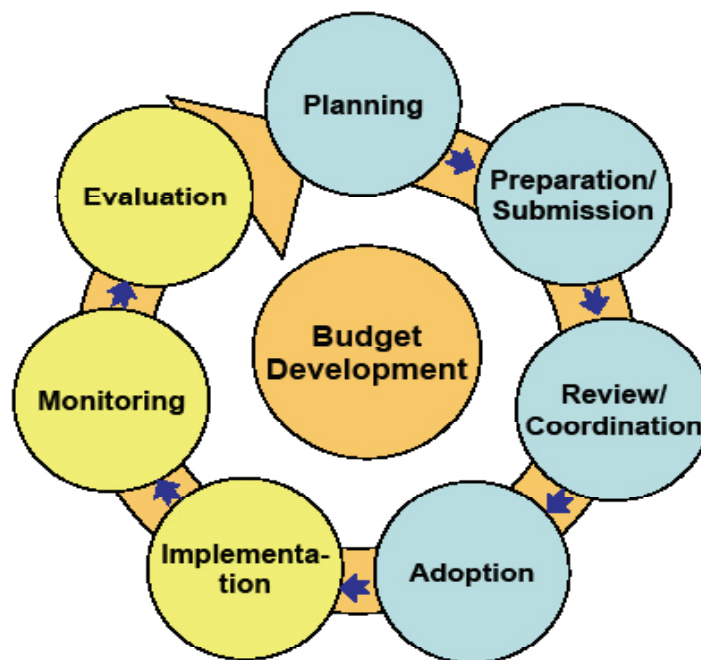 Planning
Preparation/
Submission
Review/
Coordination
Adoption
Implementa-
tion
Monitoring
Evaluation
Budget
Development